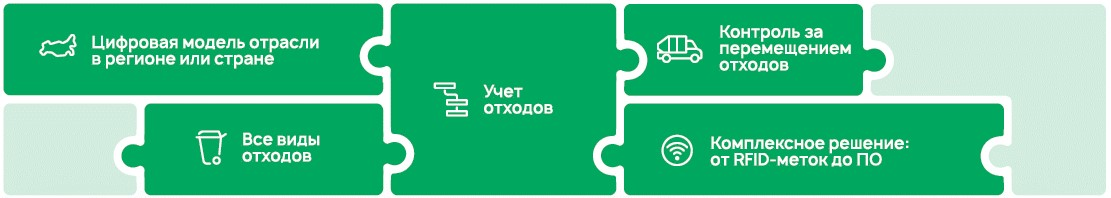 Цифровая модель отрасли
в регионе или стране
Все виды
отходов
Учет
отходов
Контроль за
перемещением
отходов
Комплексное решение:
от RFID-меток до ПО